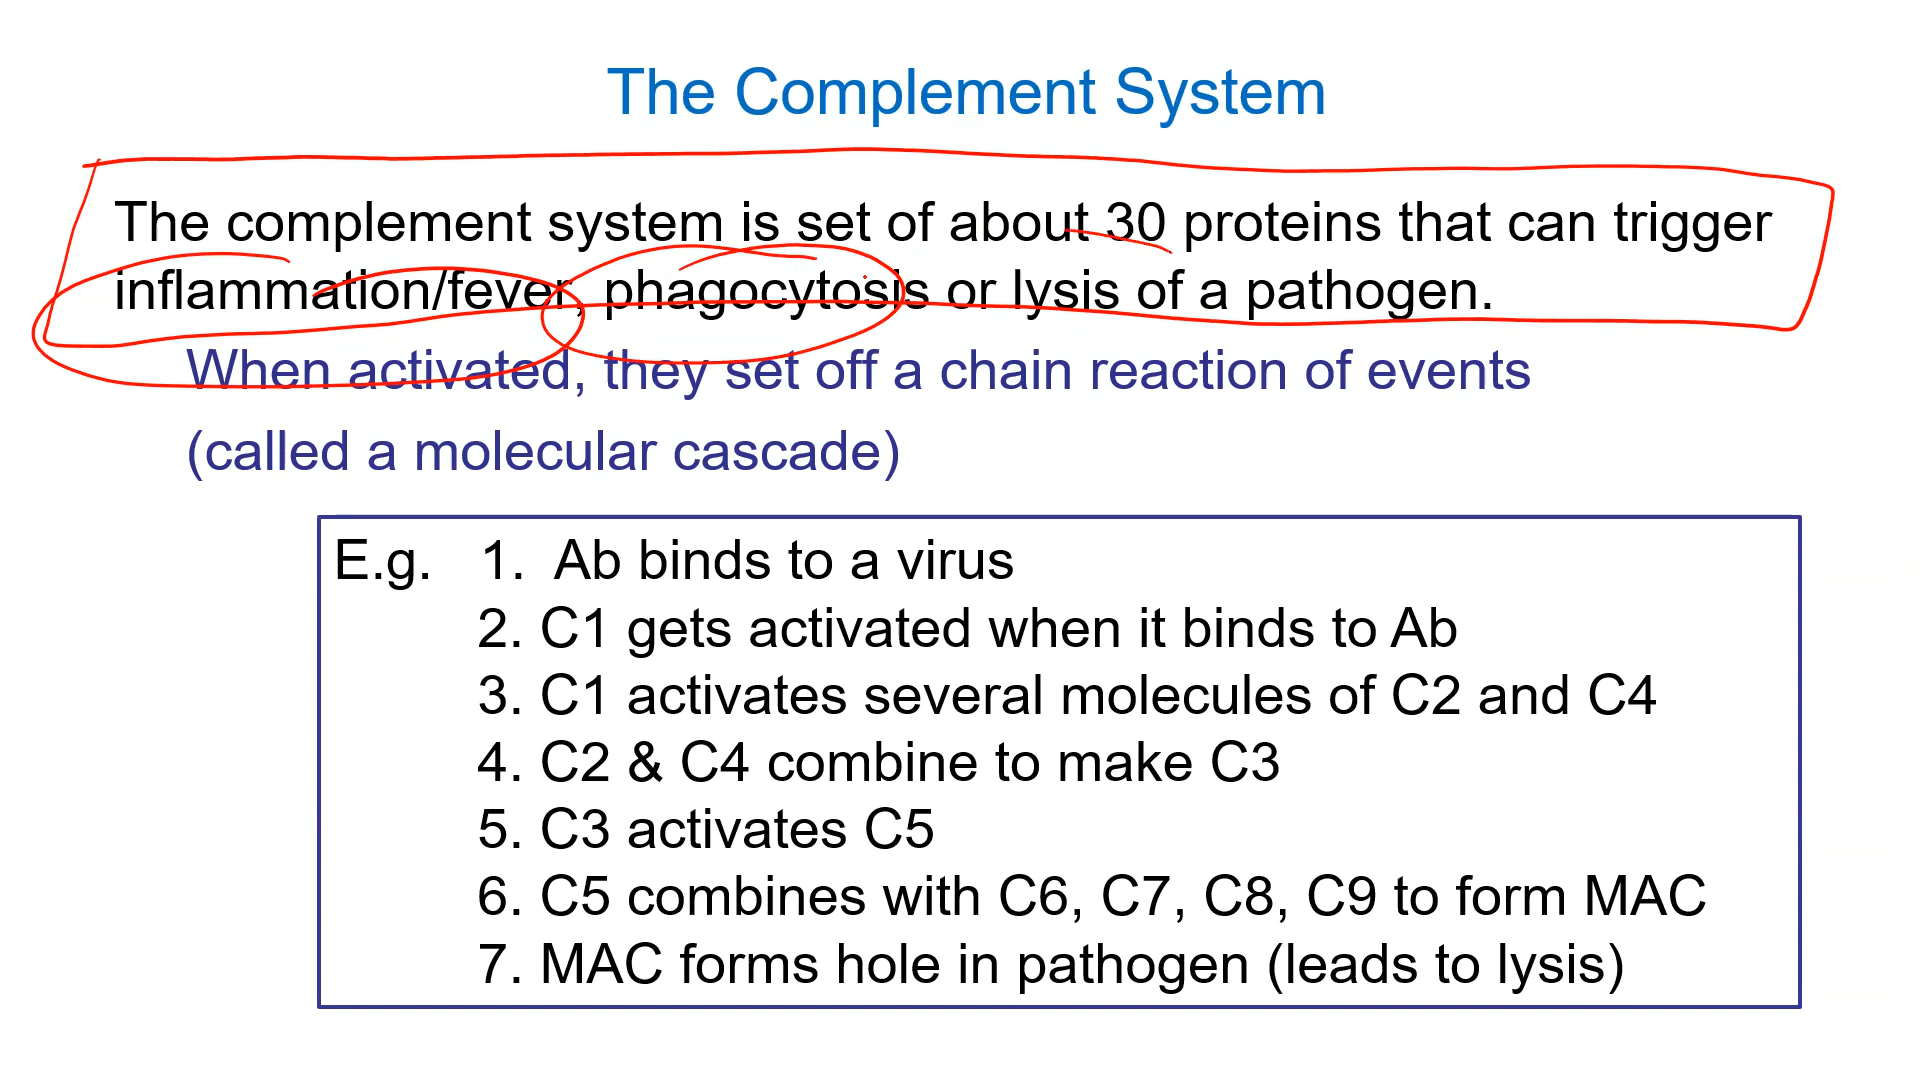 The Complement System
The complement system is set of about 30 proteins that can trigger
inflammation/fever, phagocytosis or lysis of a pathogen.
When activated, they set off a chain reaction of events
(called a molecular cascade)
E.g. 1. Ab binds to a virus
2. C1 gets activated when it binds to Ab
3. C1 activates several molecules of C2 and C4
4. C2 & C4 combine to make C3
5. C3 activates C5
6. C5 combines with C6, C7, C8, C9 to form MAC
7. MAC forms hole in pathogen (leads to lysis)